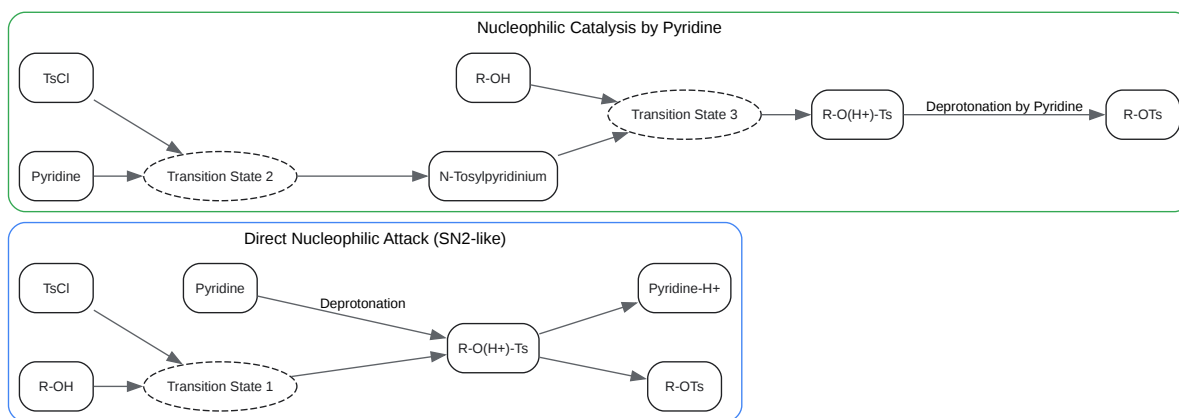 Nucleophilic Catalysis by Pyridine
TsCl
R-OH
Transition State 3
R-O(H+)-Ts
Deprotonation by Pyridine
R-OTs
Pyridine
Transition State 2
N-Tosylpyridinium
Direct Nucleophilic Attack (SN2-like)
TsCl
Pyridine
Deprotonation
Pyridine-H+
R-O(H+)-Ts
R-OH
Transition State 1
R-OTs